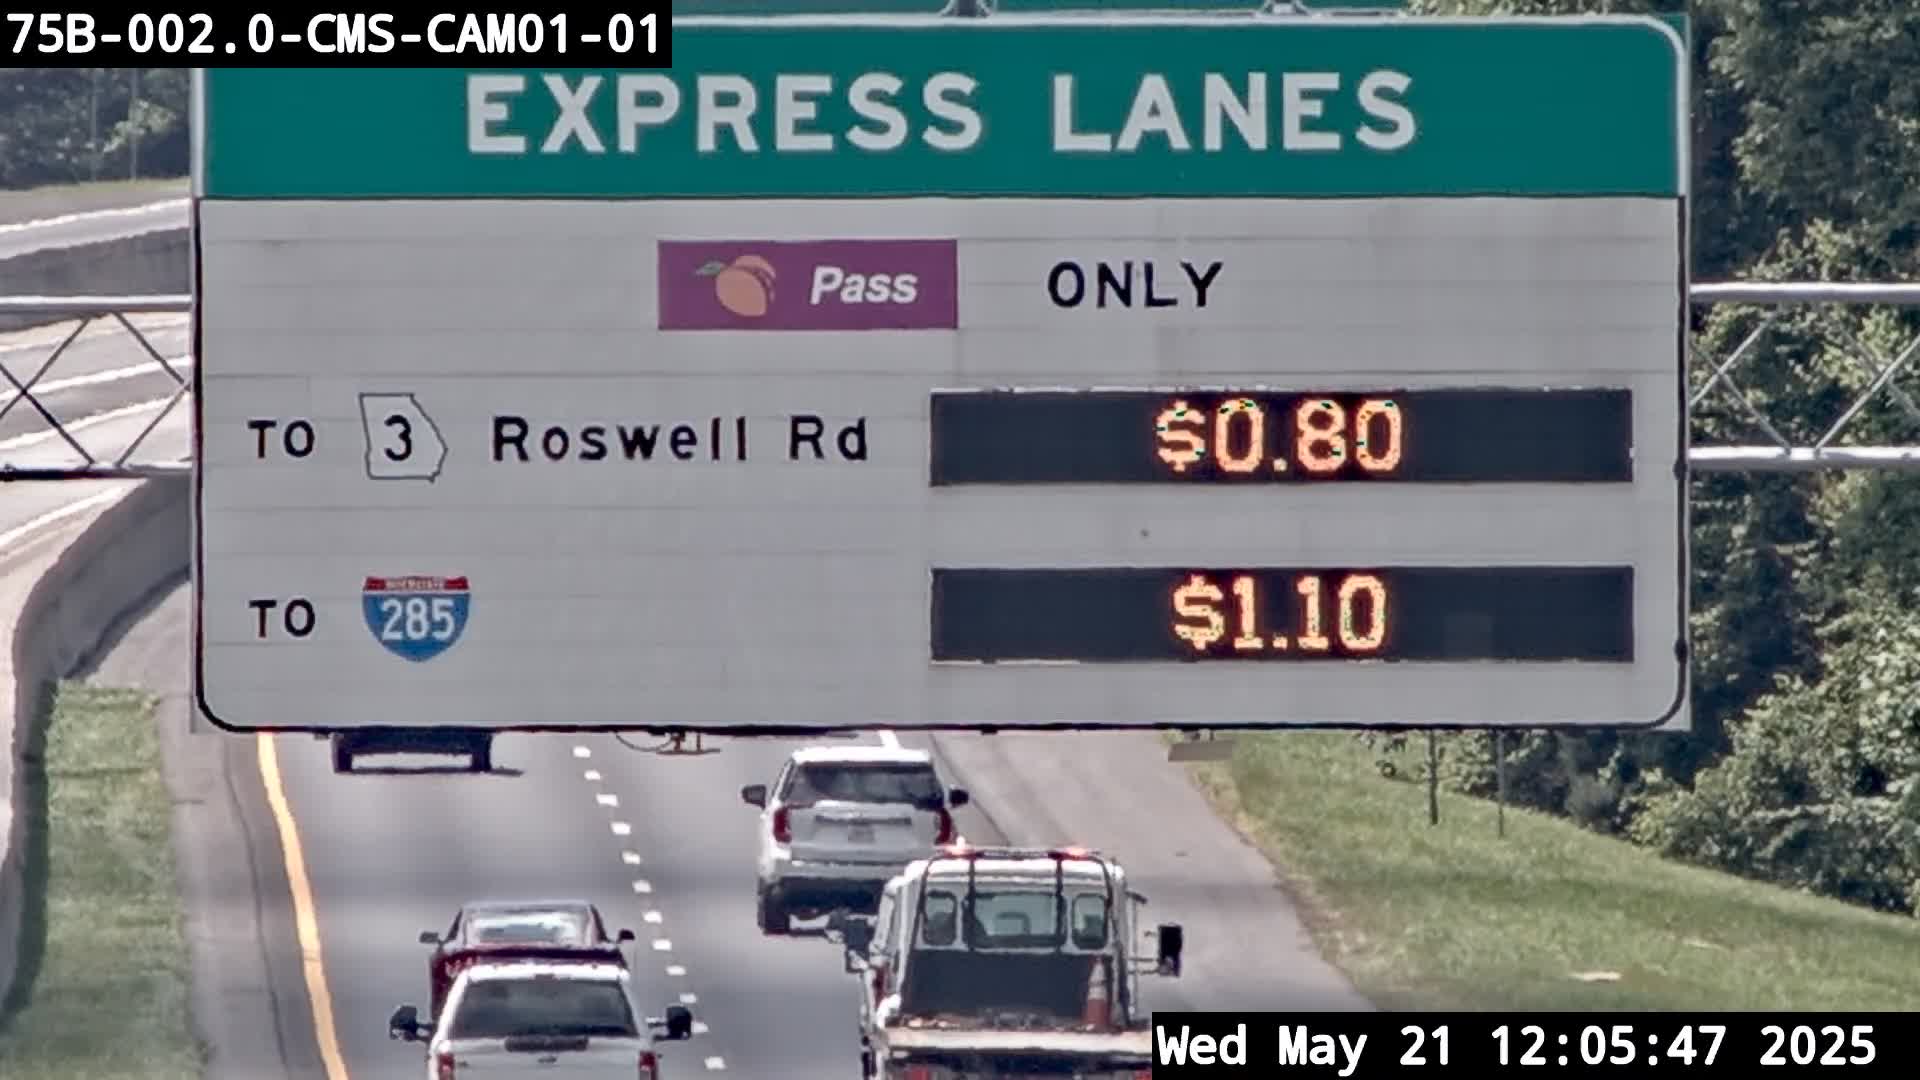 75B-002.0-CMS-CAM01-01
EXPRESS LANES
Pass ONLY
TO 3 Roswell Rd $0.80
TO 285 $1.10
Wed May 21 12:05:47 2025